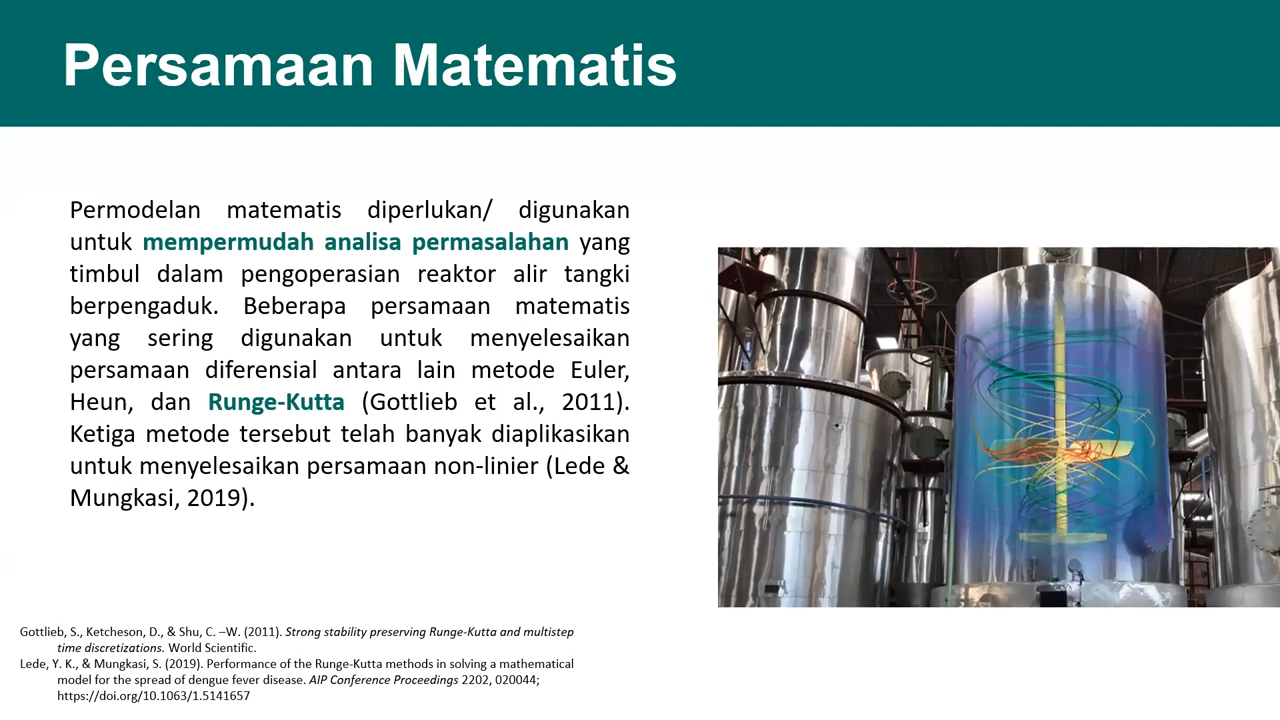 Persamaan Matematis
Permodelan matematis diperlukan/ digunakan
untuk mempermudah analisa permasalahan yang
timbul dalam pengoperasian reaktor alir tangki
berpengaduk. Beberapa persamaan matematis
yang sering digunakan untuk menyelesaikan
persamaan diferensial antara lain metode Euler,
Heun, dan Runge-Kutta (Gottlieb et al., 2011).
Ketiga metode tersebut telah banyak diaplikasikan
untuk menyelesaikan persamaan non-linier (Lede &
Mungkasi, 2019).
Gottlieb, S., Ketcheson, D., & Shu, C. –W. (2011). Strong stability preserving Runge-Kutta and multistep
time discretizations. World Scientific.
Lede, Y. K., & Mungkasi, S. (2019). Performance of the Runge-Kutta methods in solving a mathematical
model for the spread of dengue fever disease. AIP Conference Proceedings 2202, 020044;
https://doi.org/10.1063/1.5141657